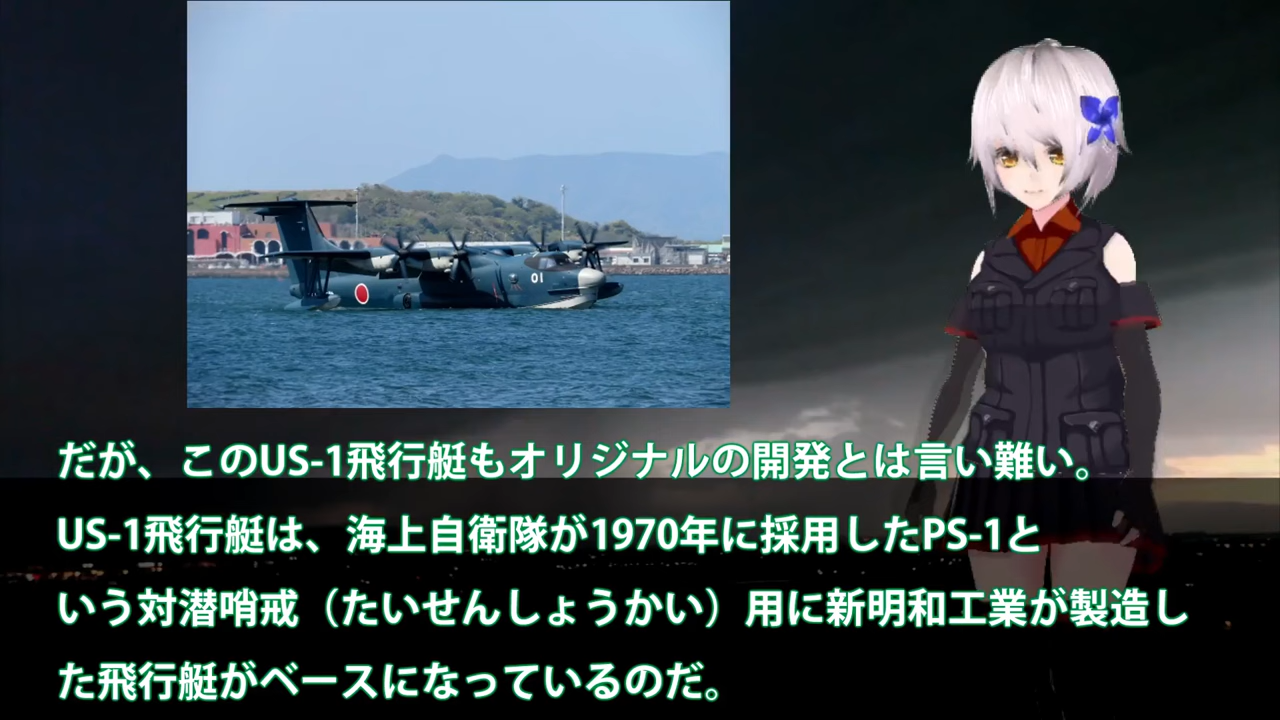 01
だが、このUS-1飛行艇もオリジナルの開発とは言い難い。
US-1飛行艇は、海上自衛隊が1970年に採用したPS-1と
いう対潜哨戒（たいせんしょうかい）用に新明和工業が製造し
た飛行艇がベースになっているのだ。